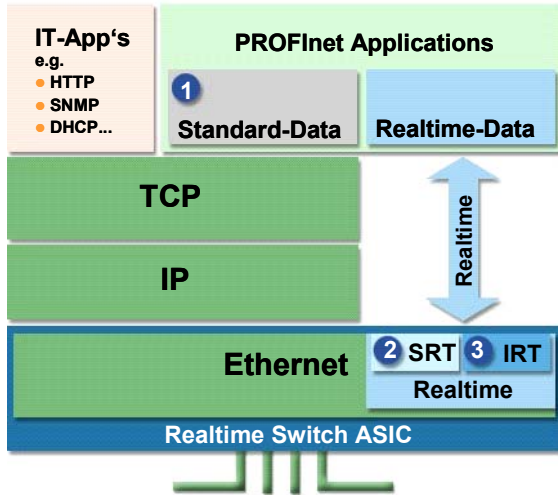 IT-App's
e.g.
HTTP
SNMP
DHCP...
PROFInet Applications
1
Standard-Data
Realtime-Data
TCP
IP
Realtime
Ethernet
2 SRT
3 IRT
Realtime
Realtime Switch ASIC